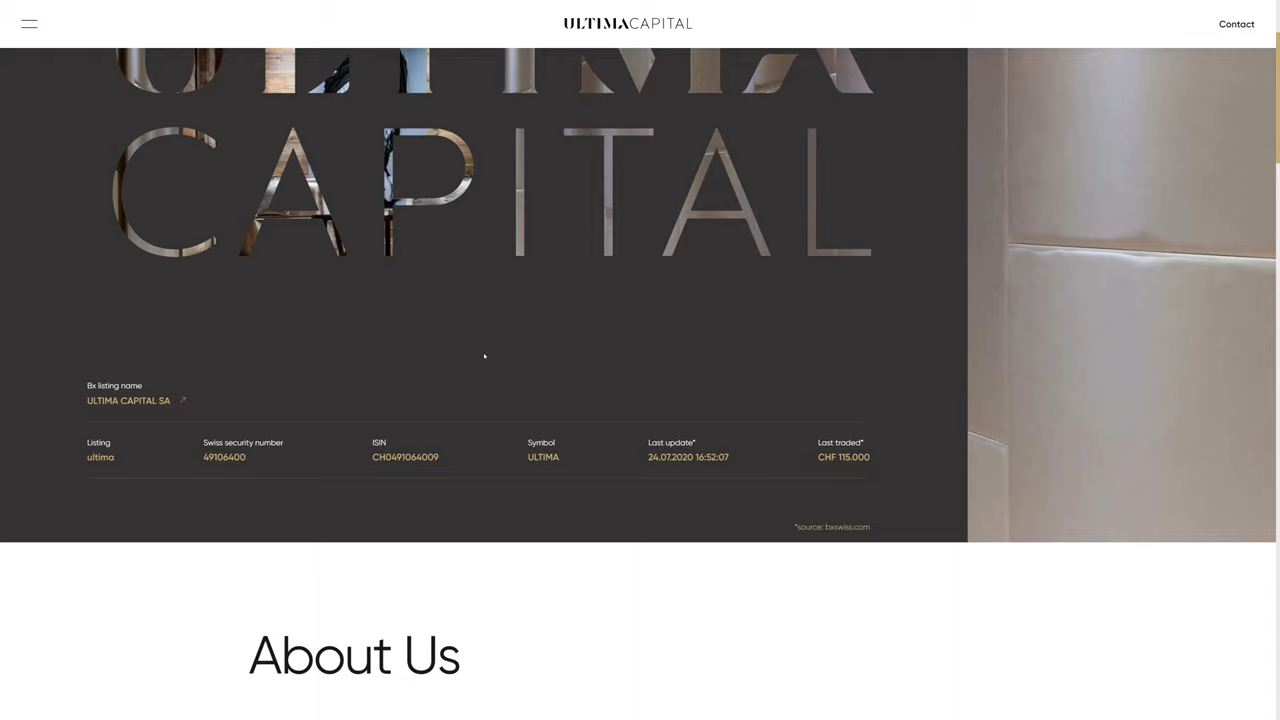 ULTIMACAPITAL
Contact
ULTIMA
CAPITAL
Bx listing name
ULTIMA CAPITAL SA
Listing Swiss security number ISIN Symbol Last update* Last traded*
ultima 49106400 CH0491064009 ULTIMA 24.07.2020 16:52:07 CHF 115.000
*source: bxswiss.com
About Us